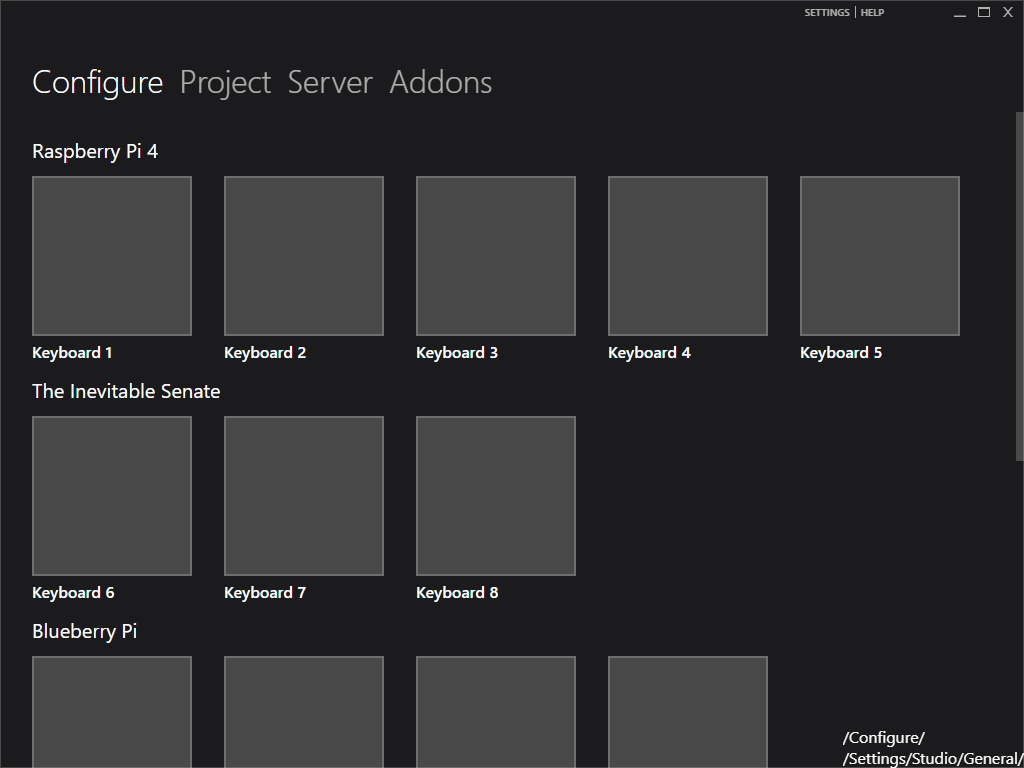 SETTINGS | HELP
Configure Project Server Addons
Raspberry Pi 4
Keyboard 1 Keyboard 2 Keyboard 3 Keyboard 4 Keyboard 5
The Inevitable Senate
Keyboard 6 Keyboard 7 Keyboard 8
Blueberry Pi
/Configure/
/Settings/Studio/General/